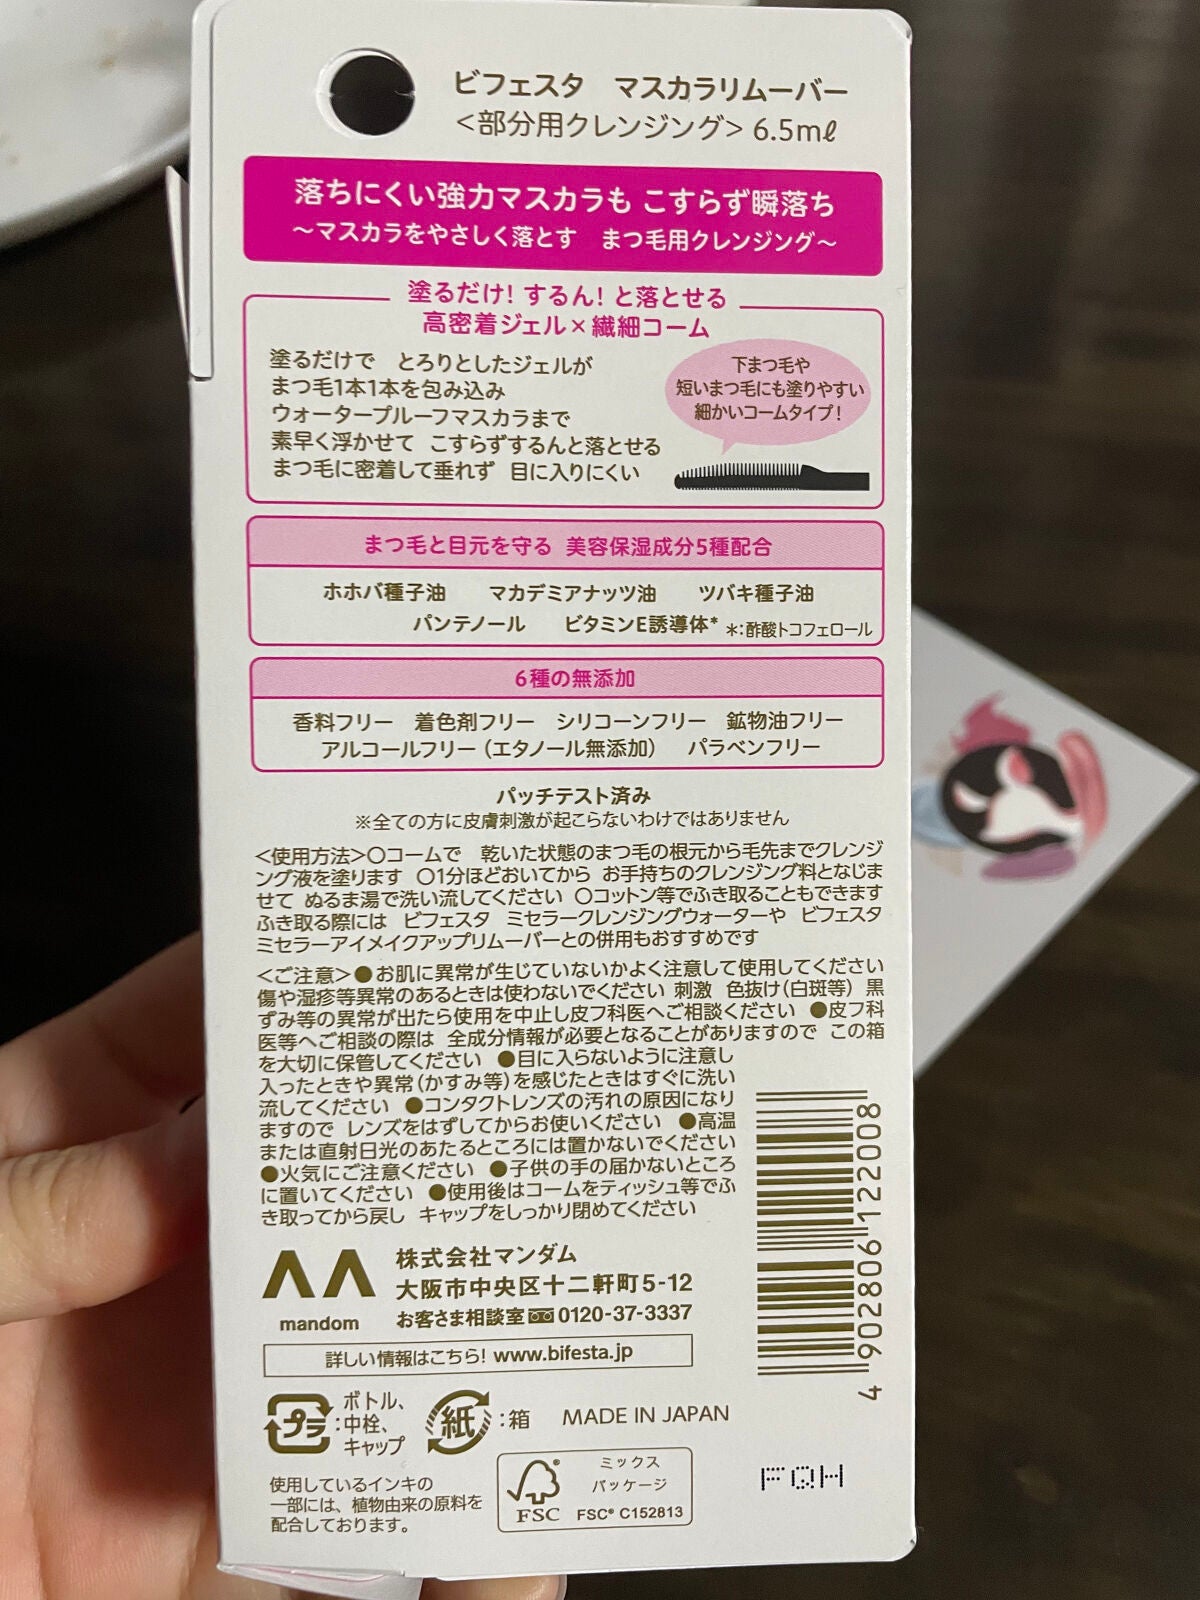 ビフェスタ　マスカラリムーバー
<部分用クレンジング> 6.5mℓ
落ちにくい強力マスカラも こすらず瞬落ち
〜マスカラをやさしく落とす　まつ毛用クレンジング〜
塗るだけ! するん! と落とせる
高密着ジェル×繊細コーム
塗るだけで　とろりとしたジェルが
まつ毛1本1本を包み込み
ウォータープルーフマスカラまで
素早く浮かせて　こすらずするんと落とせる
まつ毛に密着して垂れず　目に入りにくい
下まつ毛や
短いまつ毛にも塗りやすい
細かいコームタイプ!
まつ毛と目元を守る 美容保湿成分5種配合
ホホバ種子油　マカデミアナッツ油　ツバキ種子油
パンテノール　ビタミンE誘導体* *:酢酸トコフェロール
6種の無添加
香料フリー　着色剤フリー　シリコーンフリー　鉱物油フリー
アルコールフリー（エタノール無添加）　パラベンフリー
パッチテスト済み
※全ての方に皮膚刺激が起こらないわけではありません
<使用方法>○コームで　乾いた状態のまつ毛の根元から毛先までクレンジ
ング液を塗ります　○1分ほどおいてから　お手持ちのクレンジング料となじま
せて　ぬるま湯で洗い流してください　○コットン等でふき取ることもできます
ふき取る際には　ビフェスタ　ミセラークレンジングウォーターや　ビフェスタ
ミセラーアイメイクアップリムーバーとの併用もおすすめです
<ご注意>●お肌に異常が生じていないかよく注意して使用してください
傷や湿疹等異常のあるときは使わないでください 刺激　色抜け(白斑等)　黒
ずみ等の異常が出たら使用を中止し皮フ科医へご相談ください　●皮フ科
医等へご相談の際は　全成分情報が必要となることがありますので　この箱
を大切に保管してください　●目に入らないように注意し
入ったときや異常(かすみ等)を感じたときはすぐに洗い
流してください　●コンタクトレンズの汚れの原因になり
ますので　レンズをはずしてからお使いください　●高温
または直射日光のあたるところには置かないでください
●火気にご注意ください　●子供の手の届かないところ
に置いてください　●使用後はコームをティッシュ等でふ
き取ってから戻し　キャップをしっかり閉めてください
4 902806 122008
mandom
株式会社マンダム
大阪市中央区十二軒町5-12
お客さま相談室 0120-37-3337
詳しい情報はこちら! www.bifesta.jp
プラ
:ボトル、
中栓、
キャップ
紙
:箱
MADE IN JAPAN
使用しているインキの
一部には、植物由来の原料を
配合しております。
FSC
ミックス
パッケージ
FSC® C152813
FQH